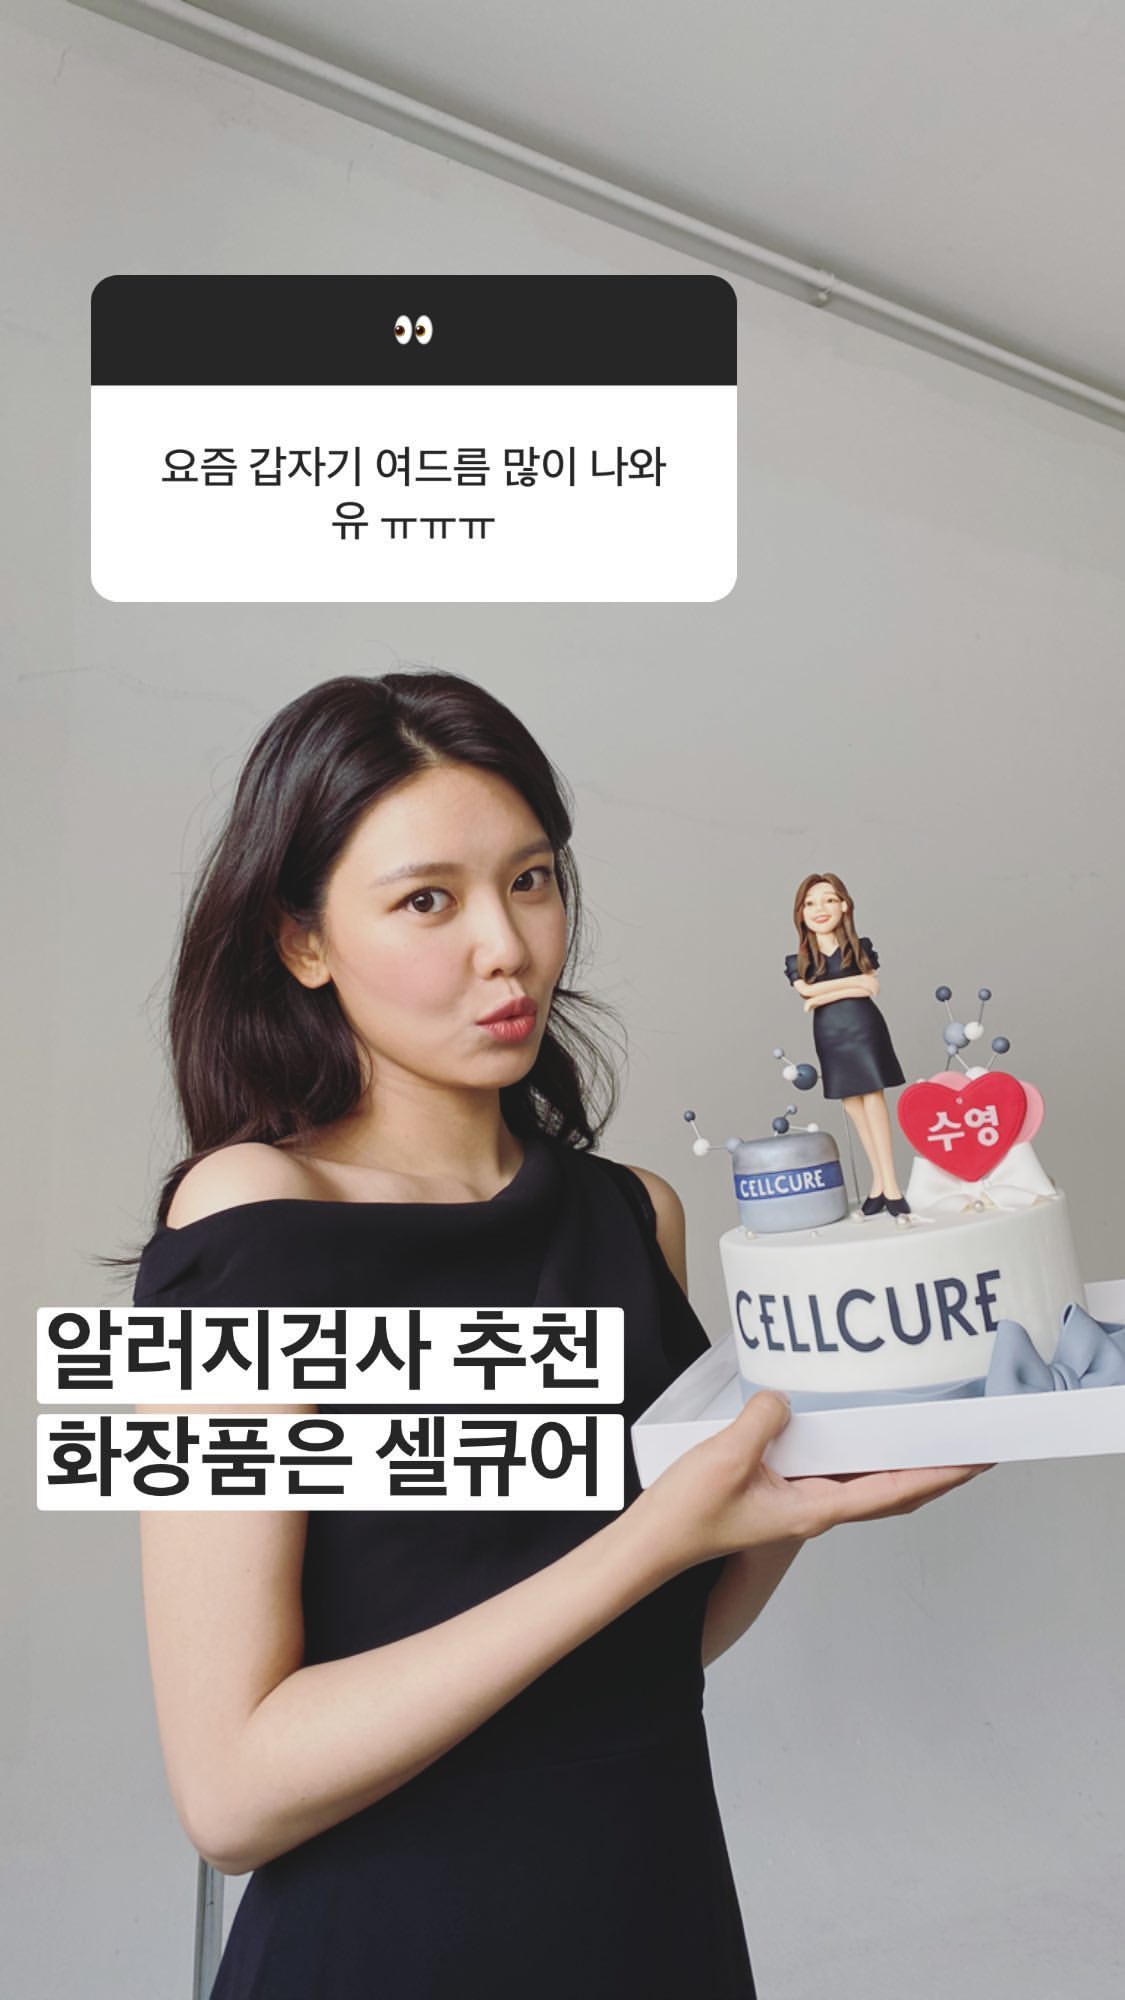 👀
요즘 갑자기 여드름 많이 나와
유 ㅠㅠㅠ
수영
CELLCURE
CELLCURE
알러지검사 추천
화장품은 셀큐어